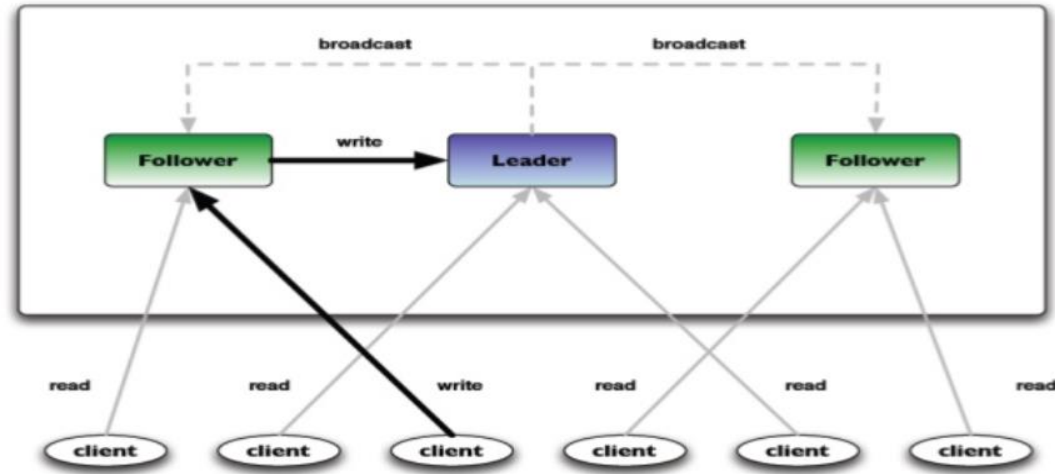 broadcast broadcast
write
Follower Leader Follower
read read write read read read
client client client client client client